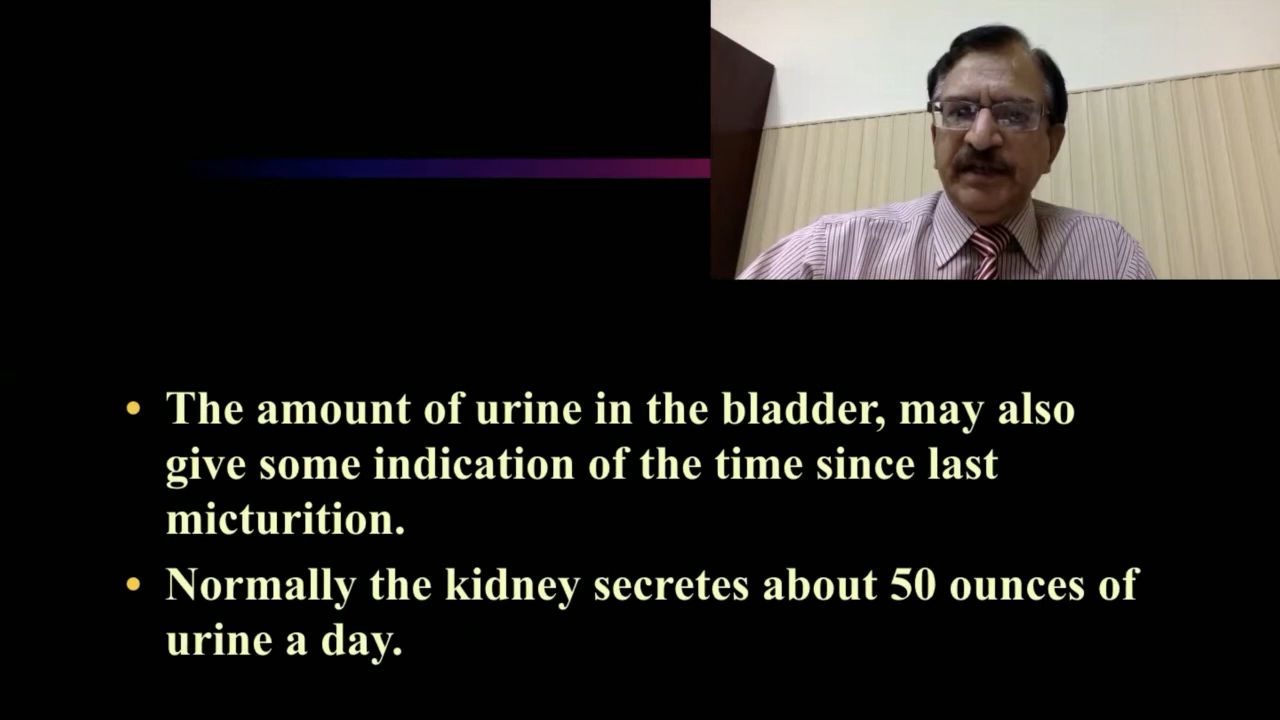 • The amount of urine in the bladder, may also
give some indication of the time since last
micturition.
• Normally the kidney secretes about 50 ounces of
urine a day.